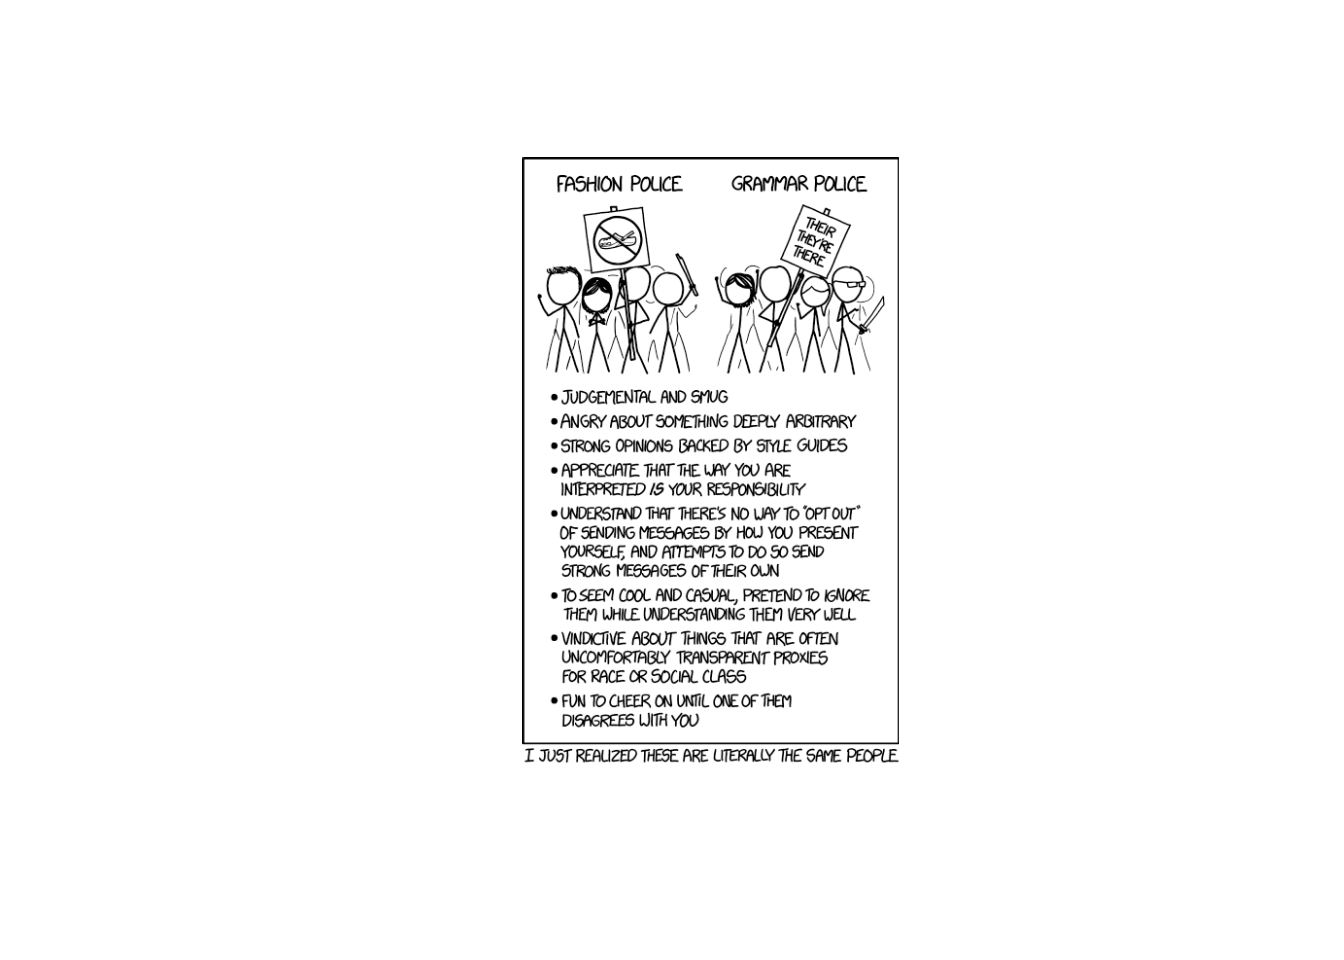 FASHION POLICE
GRAMMAR POLICE
THEIR
THEY'RE
THERE
• JUDGEMENTAL AND SMUG
• ANGRY ABOUT SOMETHING DEEPLY ARBITRARY
• STRONG OPINIONS BACKED BY STYLE GUIDES
• APPRECIATE THAT THE WAY YOU ARE
INTERPRETED IS YOUR RESPONSIBILITY
• UNDERSTAND THAT THERE'S NO WAY TO "OPT OUT"
OF SENDING MESSAGES BY HOW YOU PRESENT
YOURSELF, AND ATTEMPTS TO DO SO SEND
STRONG MESSAGES OF THEIR OWN
• TO SEEM COOL AND CASUAL, PRETEND TO IGNORE
THEM WHILE UNDERSTANDING THEM VERY WELL
• VINDICTIVE ABOUT THINGS THAT ARE OFTEN
UNCOMFORTABLY TRANSPARENT PROXIES
FOR RACE OR SOCIAL CLASS
• FUN TO CHEER ON UNTIL ONE OF THEM
DISAGREES WITH YOU
I JUST REALIZED THESE ARE LITERALLY THE SAME PEOPLE